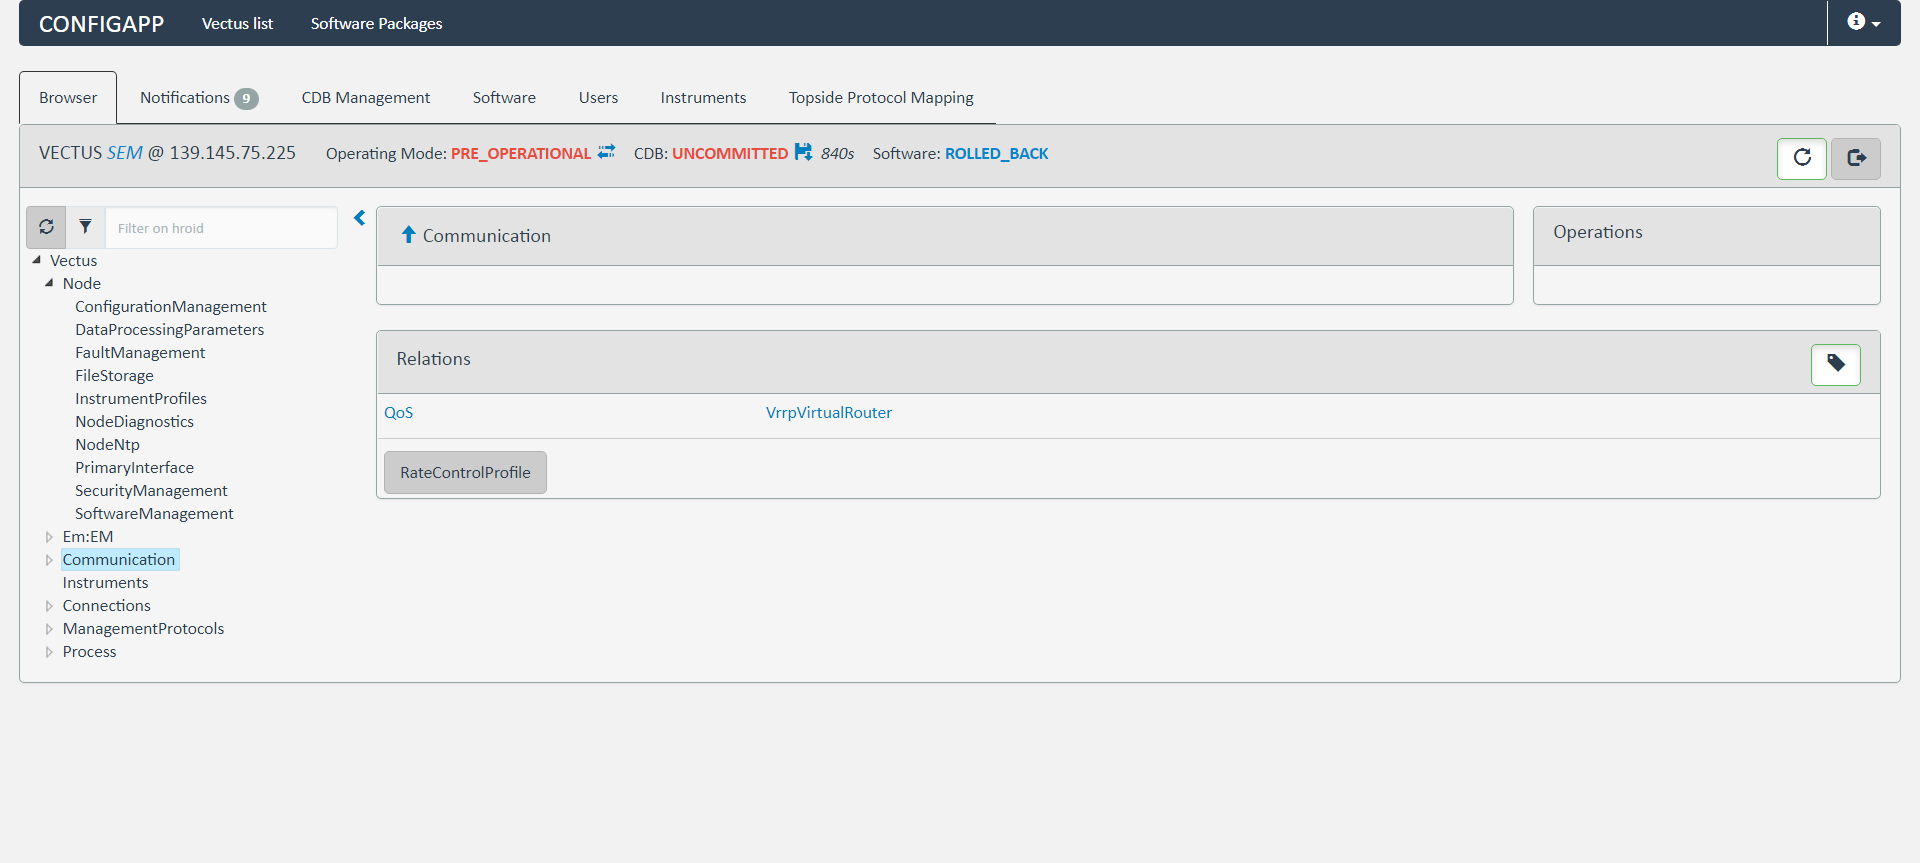 CONFIGAPP Vectus list Software Packages
Browser Notifications 9 CDB Management Software Users Instruments Topside Protocol Mapping
VECTUS SEM @ 139.145.75.225 Operating Mode: PRE_OPERATIONAL CDB: UNCOMMITTED 840s Software: ROLLED_BACK
Filter on hroid
Vectus
Node
ConfigurationManagement
DataProcessingParameters
FaultManagement
FileStorage
InstrumentProfiles
NodeDiagnostics
NodeNtp
PrimaryInterface
SecurityManagement
SoftwareManagement
Em:EM
Communication
Instruments
Connections
ManagementProtocols
Process
Communication
Operations
Relations
QoS VrrpVirtualRouter
RateControlProfile